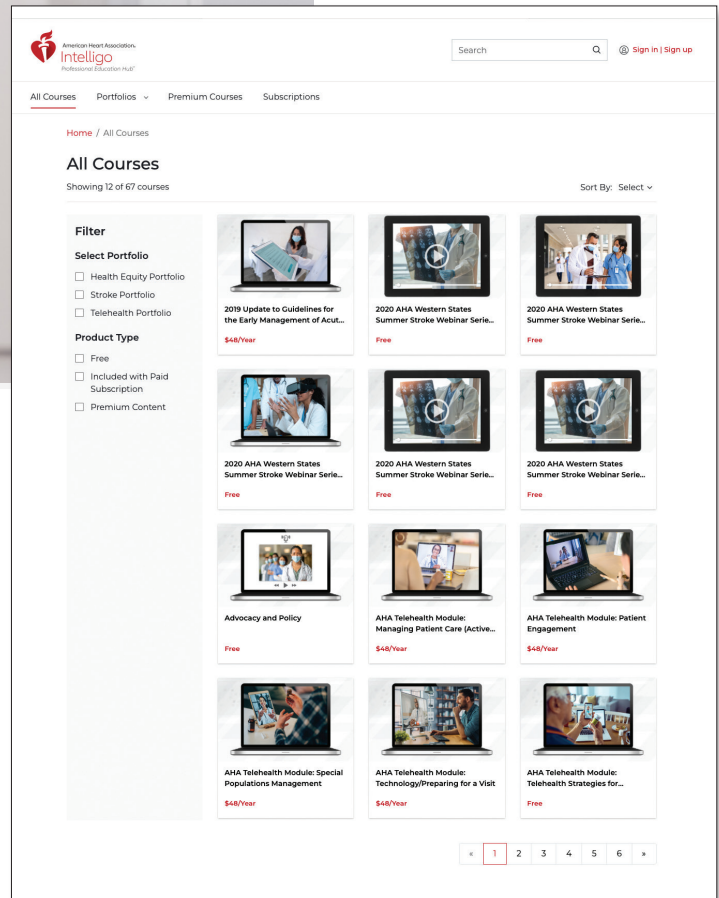 American Heart Association.
Intelligo
Professional Education Hub™
Search
Sign in | Sign up
All Courses
Portfolios
Premium Courses
Subscriptions
Home / All Courses
All Courses
Showing 12 of 67 courses
Sort By: Select
Filter
Select Portfolio
Health Equity Portfolio
Stroke Portfolio
Telehealth Portfolio
Product Type
Free
Included with Paid
Subscription
Premium Content
2019 Update to Guidelines for
the Early Management of Acut...
$48/Year
2020 AHA Western States
Summer Stroke Webinar Serie...
Free
2020 AHA Western States
Summer Stroke Webinar Serie...
Free
2020 AHA Western States
Summer Stroke Webinar Serie...
Free
2020 AHA Western States
Summer Stroke Webinar Serie...
Free
2020 AHA Western States
Summer Stroke Webinar Serie...
Free
Advocacy and Policy
Free
AHA Telehealth Module:
Managing Patient Care (Active...
$48/Year
AHA Telehealth Module: Patient
Engagement
$48/Year
AHA Telehealth Module: Special
Populations Management
$48/Year
AHA Telehealth Module:
Technology/Preparing for a Visit
$48/Year
AHA Telehealth Module:
Telehealth Strategies for...
Free
« 1 2 3 4 5 6 »